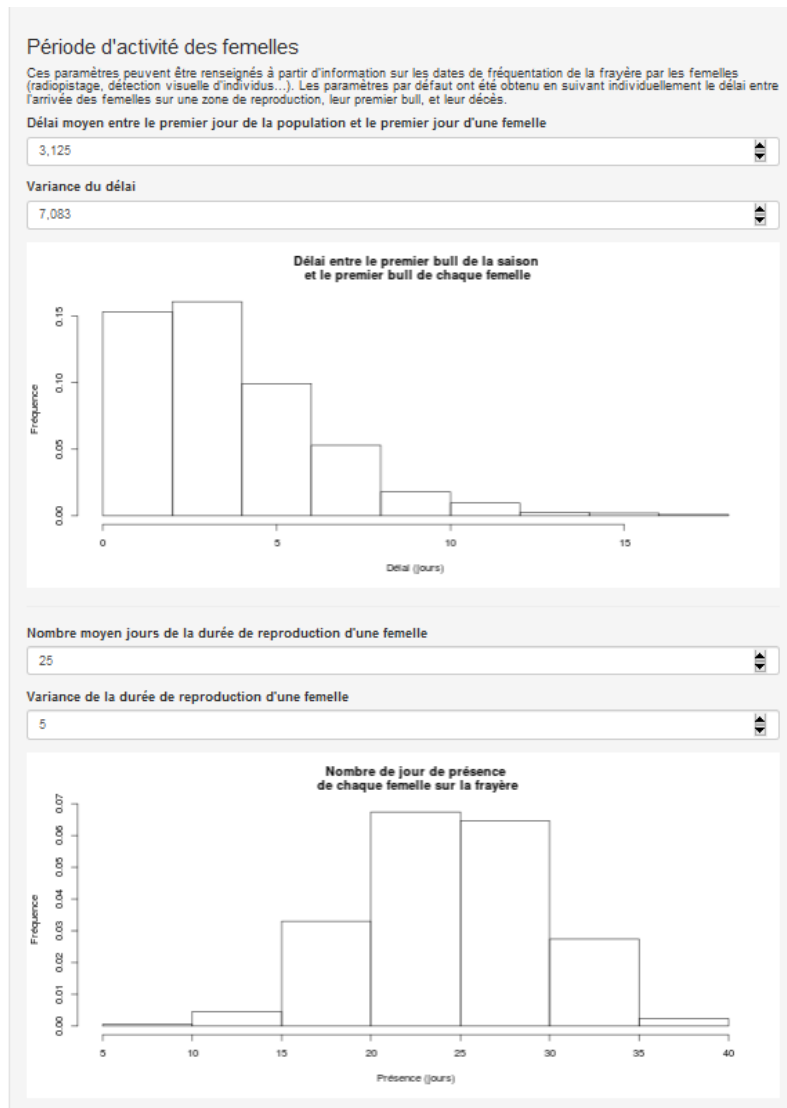 Période d'activité des femelles
Ces paramètres peuvent être renseignés à partir d'information sur les dates de fréquentation de la frayère par les femelles
(radiopistage, détection visuelle d'individus...). Les paramètres par défaut ont été obtenu en suivant individuellement le délai entre
l'arrivée des femelles sur une zone de reproduction, leur premier bull, et leur décès.
Délai moyen entre le premier jour de la population et le premier jour d'une femelle
3,125
Variance du délai
7,083
Délai entre le premier bull de la saison
et le premier bull de chaque femelle
Fréquence
0.15
0.10
0.05
0.00
0 5 10 15
Délai (jours)
Nombre moyen jours de la durée de reproduction d'une femelle
25
Variance de la durée de reproduction d'une femelle
5
Nombre de jour de présence
de chaque femelle sur la frayère
Fréquence
0.07
0.06
0.05
0.04
0.03
0.02
0.01
0.00
5 10 15 20 25 30 35 40
Présence (jours)